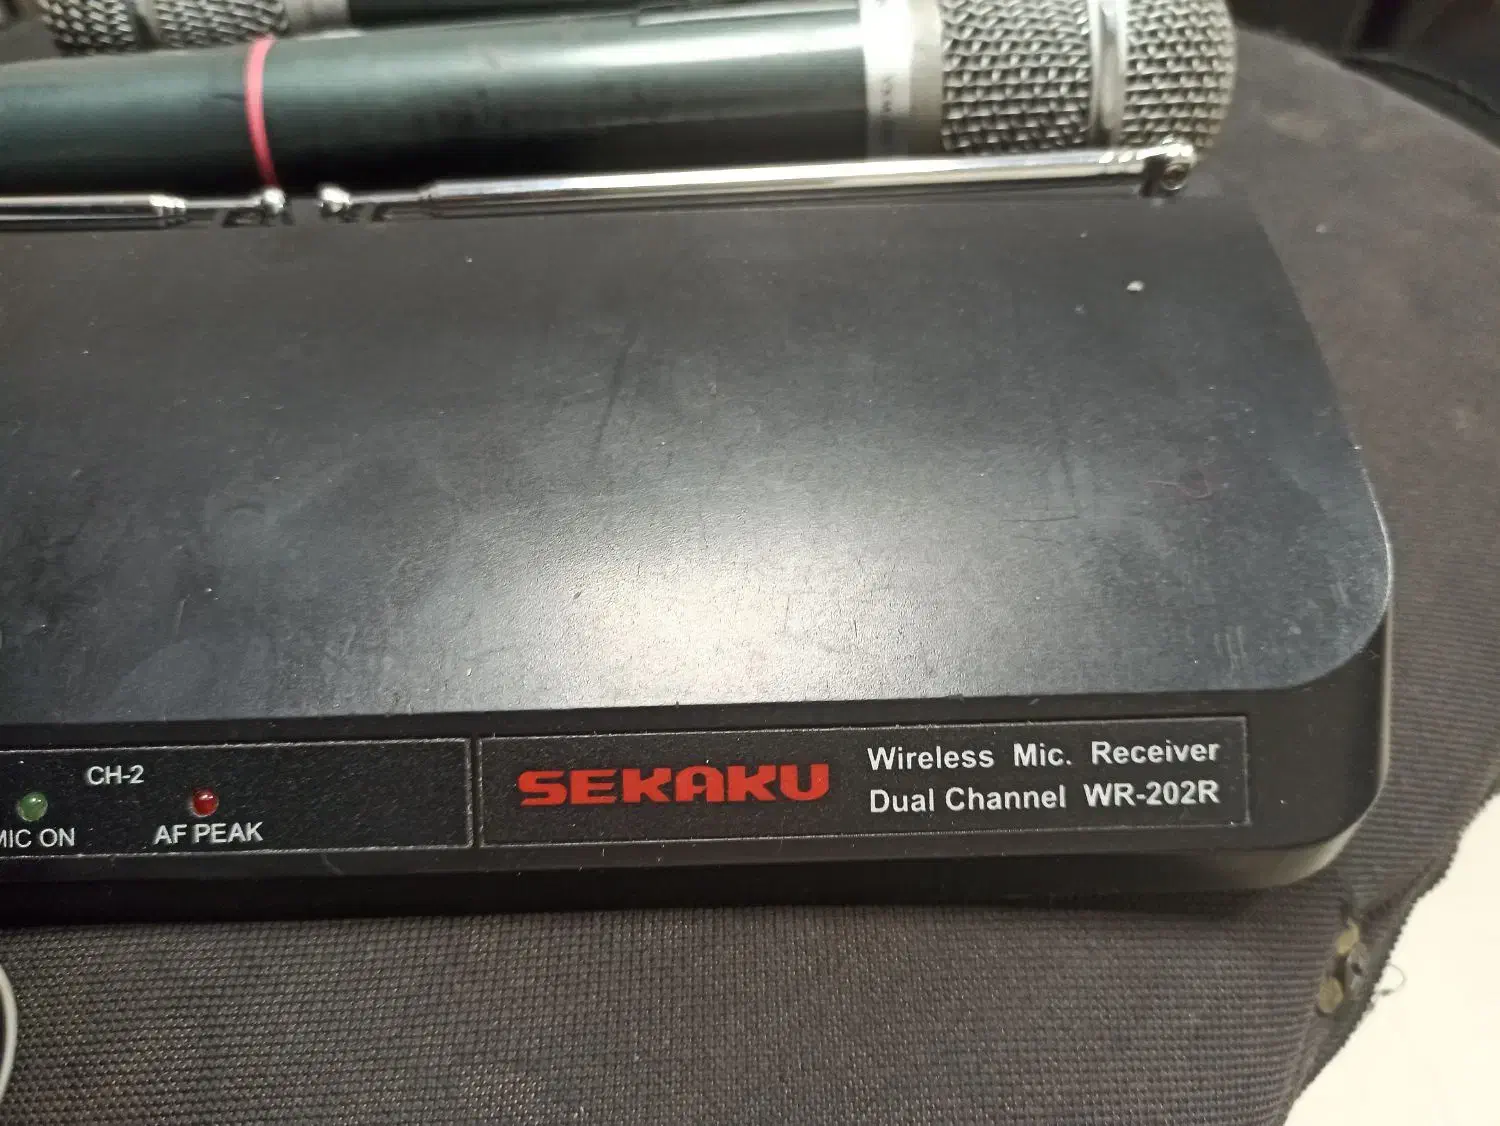 CH-2
MIC ON
AF PEAK
SEKAKU
Wireless Mic. Receiver
Dual Channel WR-202R